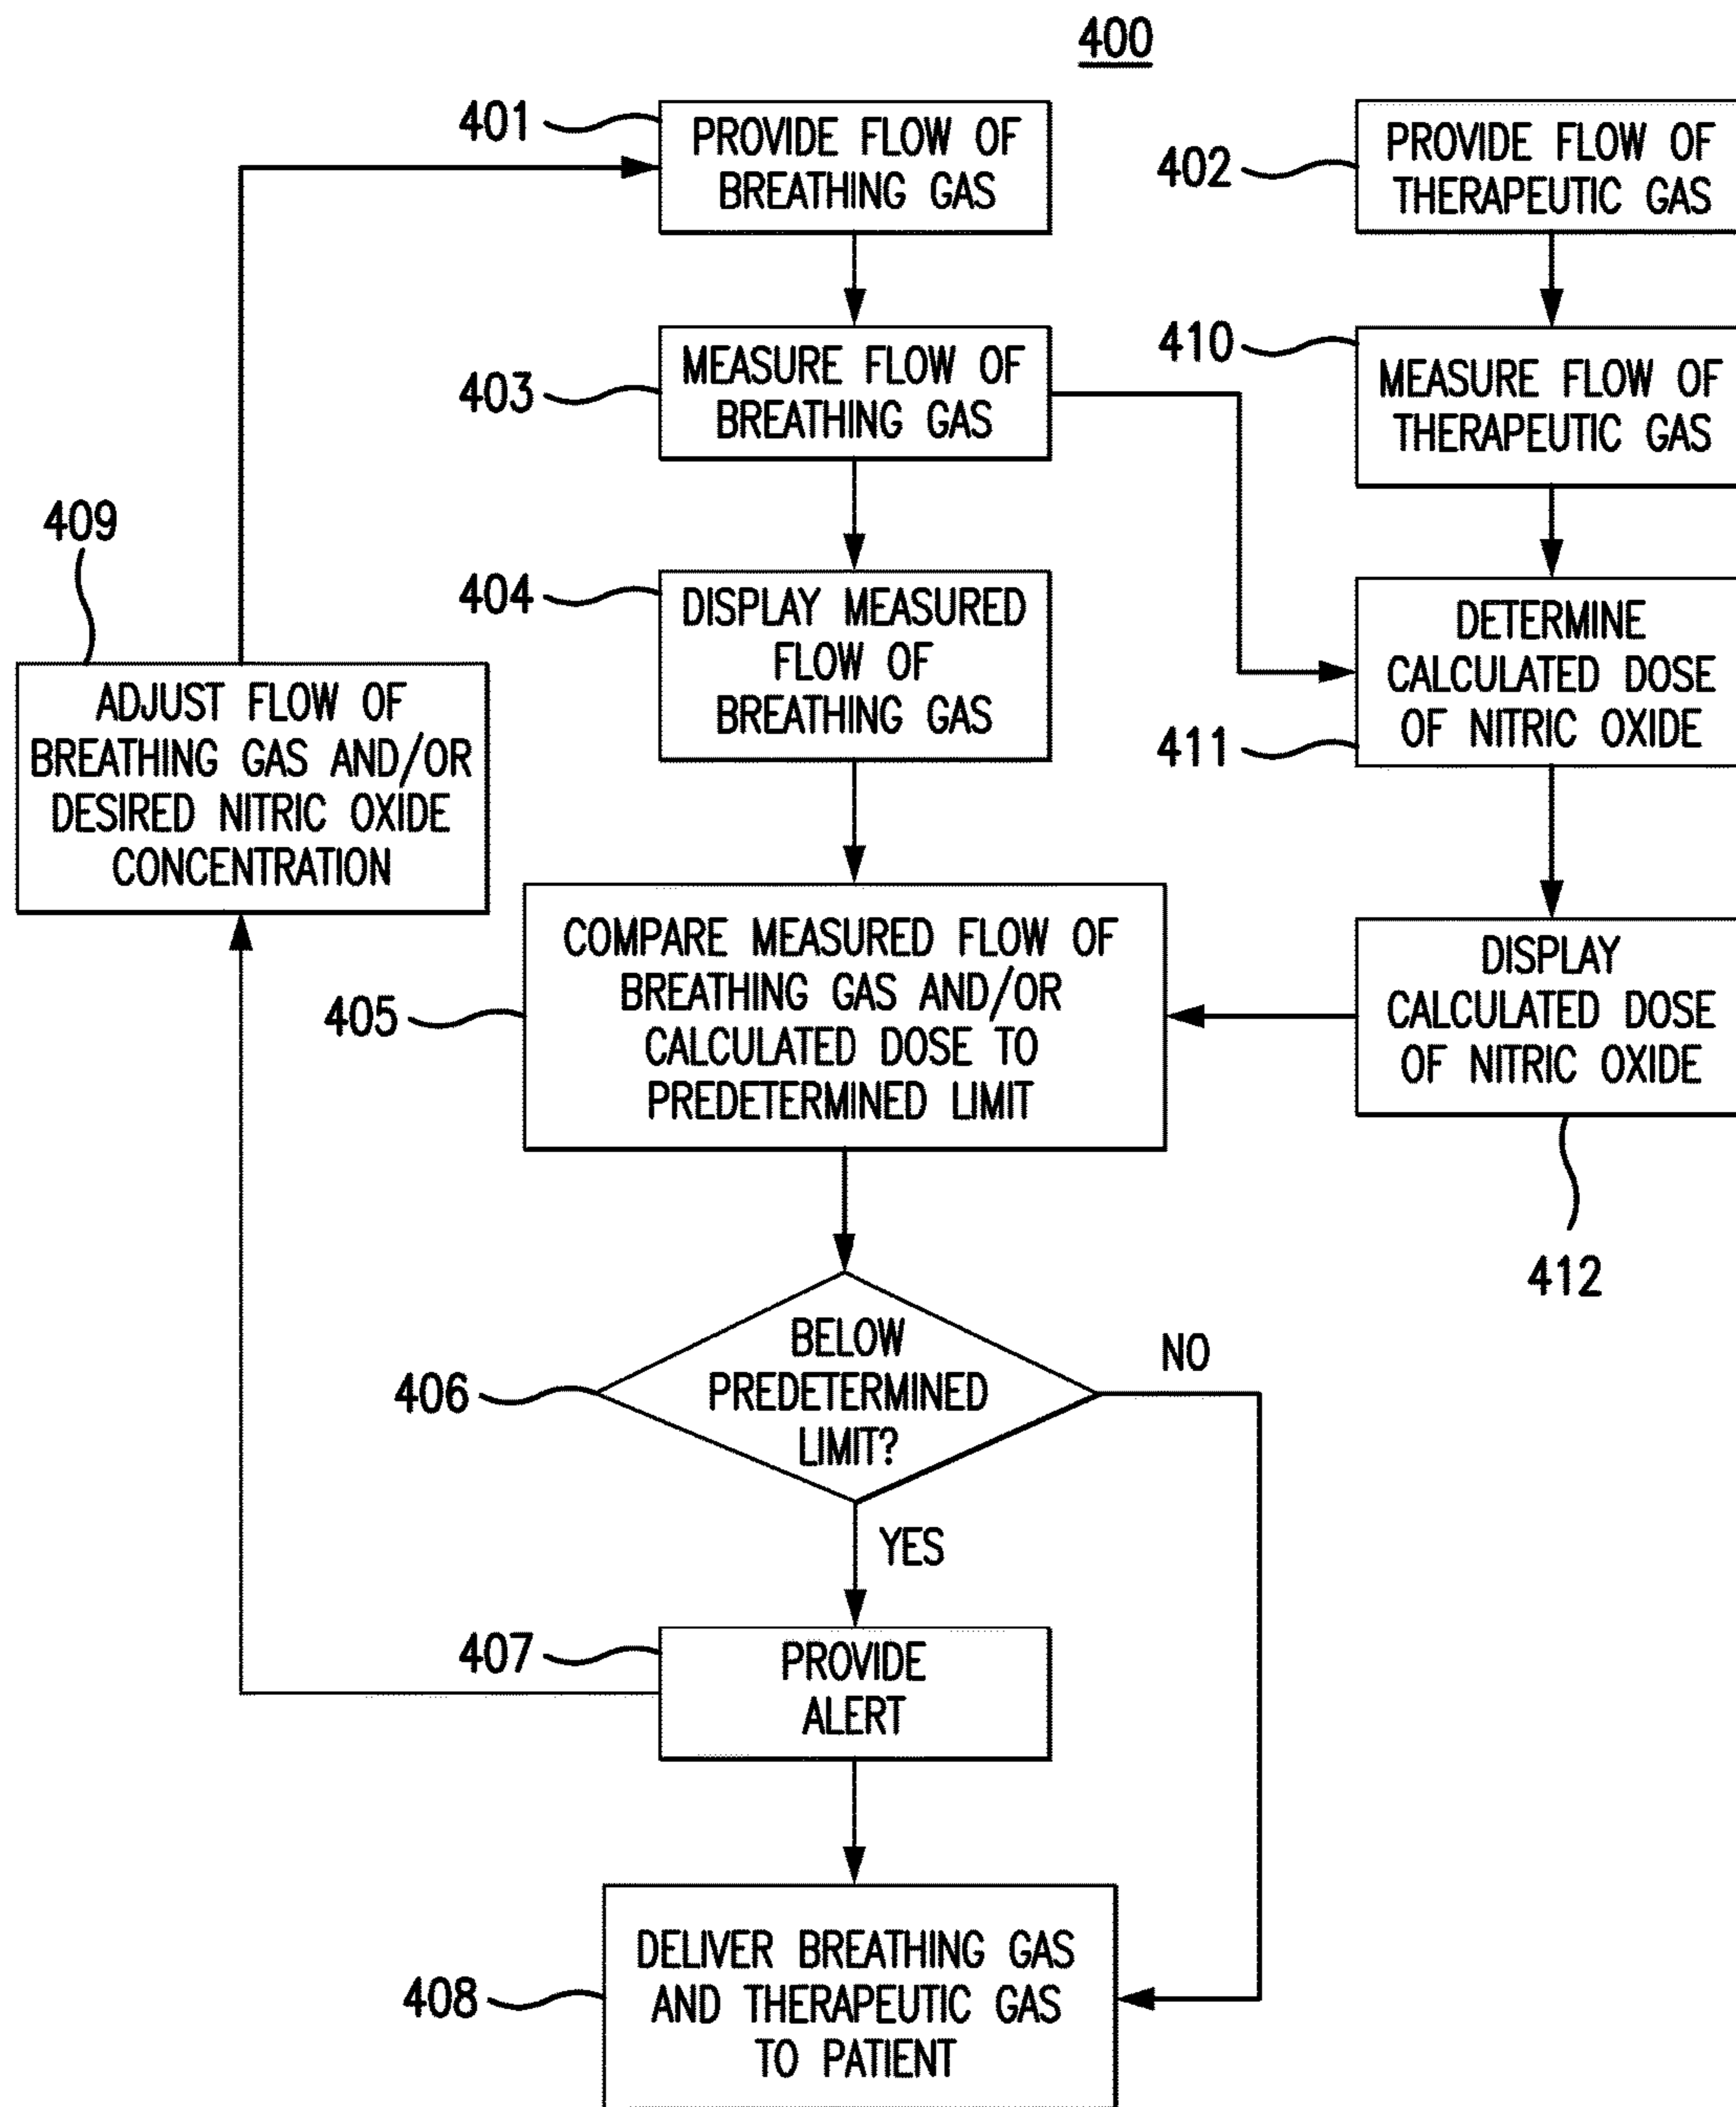 400
401
PROVIDE FLOW OF
BREATHING GAS
402
PROVIDE FLOW OF
THERAPEUTIC GAS
403
MEASURE FLOW OF
BREATHING GAS
410
MEASURE FLOW OF
THERAPEUTIC GAS
409
ADJUST FLOW OF
BREATHING GAS AND/OR
DESIRED NITRIC OXIDE
CONCENTRATION
404
DISPLAY MEASURED
FLOW OF
BREATHING GAS
411
DETERMINE
CALCULATED DOSE
OF NITRIC OXIDE
405
COMPARE MEASURED FLOW OF
BREATHING GAS AND/OR
CALCULATED DOSE TO
PREDETERMINED LIMIT
DISPLAY
CALCULATED DOSE
OF NITRIC OXIDE
412
406
BELOW
PREDETERMINED
LIMIT?
NO
YES
407
PROVIDE
ALERT
408
DELIVER BREATHING GAS
AND THERAPEUTIC GAS
TO PATIENT